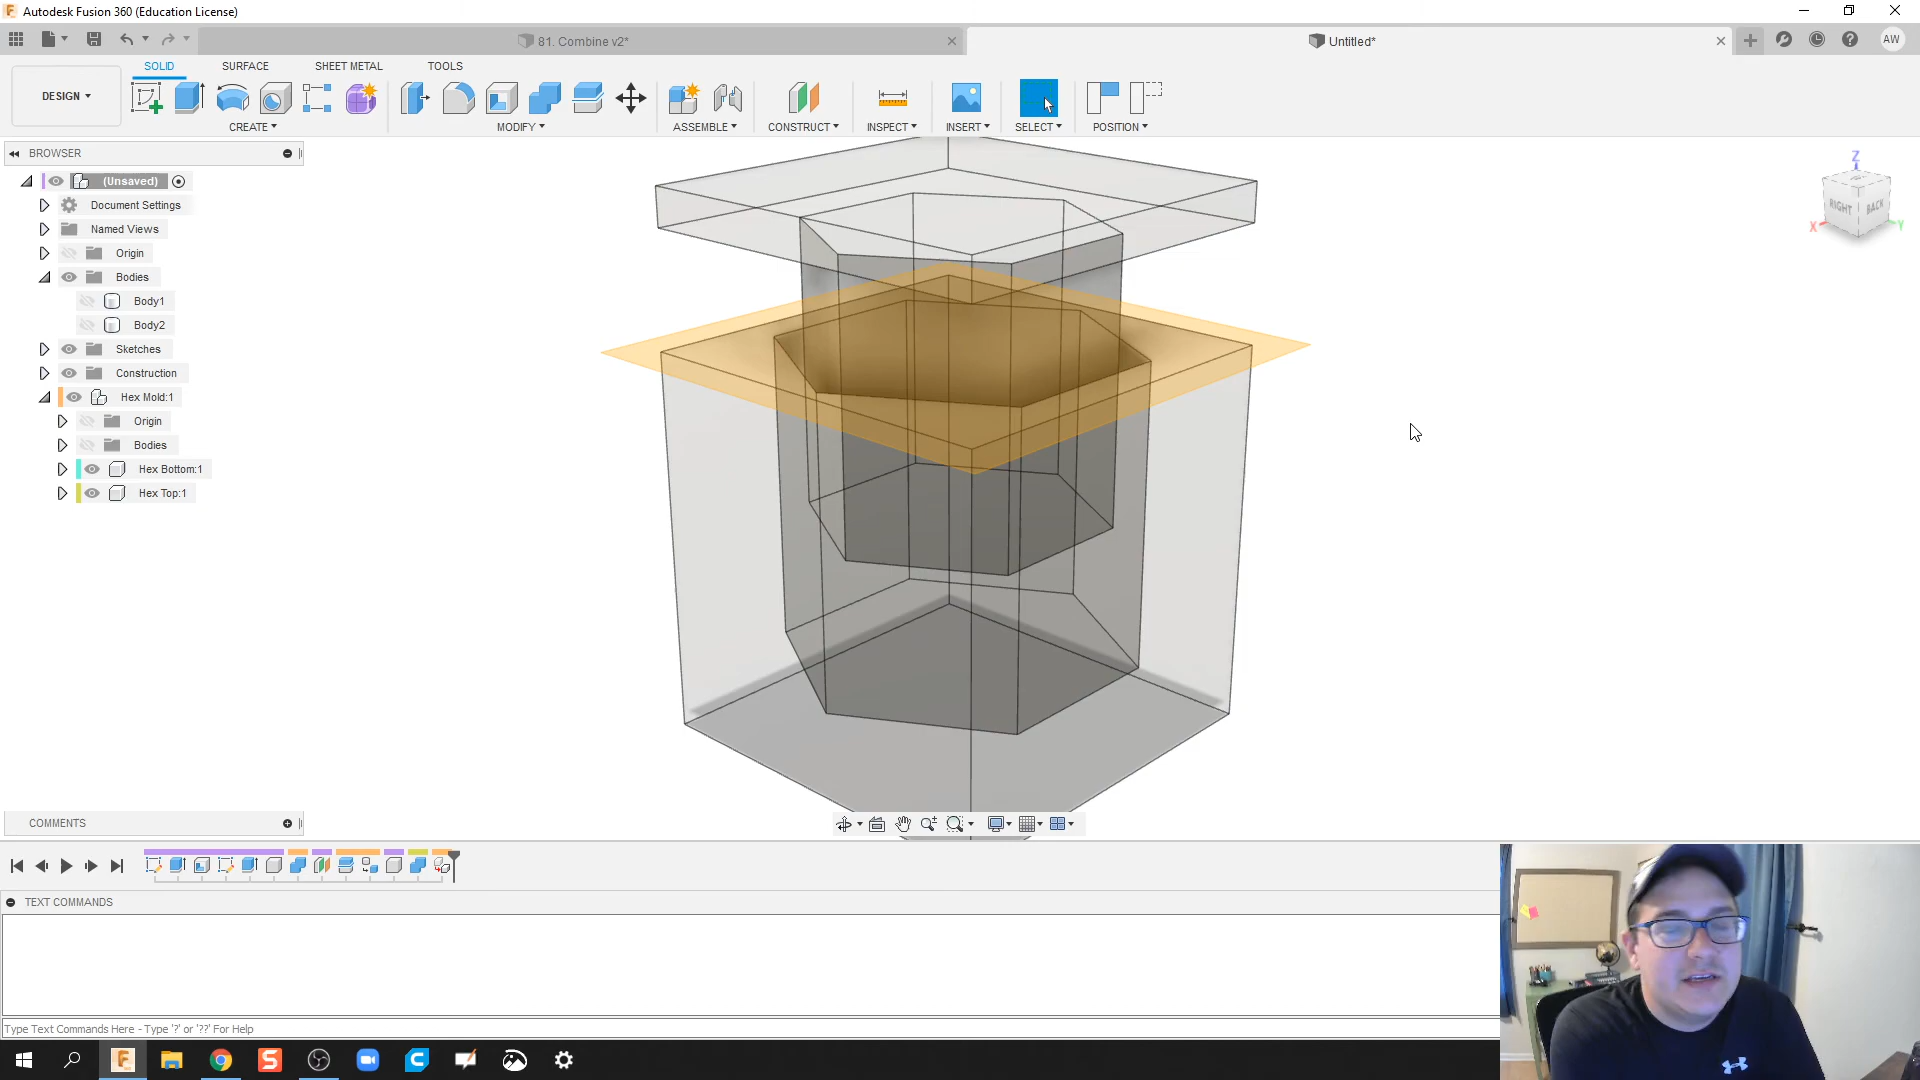 Autodesk Fusion 360 (Education License)
81. Combine v2*
Untitled*
AW
DESIGN
SOLID
SURFACE
SHEET METAL
TOOLS
CREATE
MODIFY
ASSEMBLE
CONSTRUCT
INSPECT
INSERT
SELECT
POSITION
BROWSER
(Unsaved)
Document Settings
Named Views
Origin
Bodies
Body1
Body2
Sketches
Construction
Hex Mold:1
Origin
Bodies
Hex Bottom:1
Hex Top:1
Z
RIGHT
BACK
X
Y
COMMENTS
TEXT COMMANDS
Type Text Commands Here - Type '?' or '??' For Help